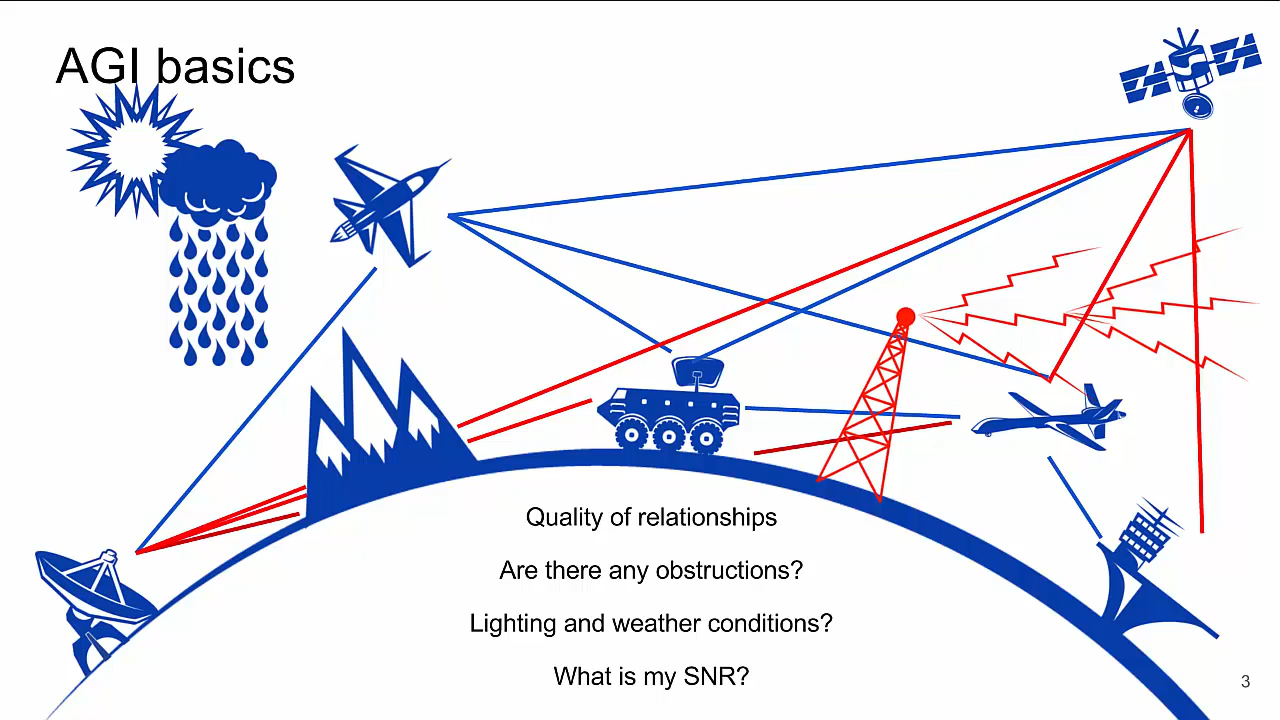 AGI basics
Quality of relationships
Are there any obstructions?
Lighting and weather conditions?
What is my SNR?
3